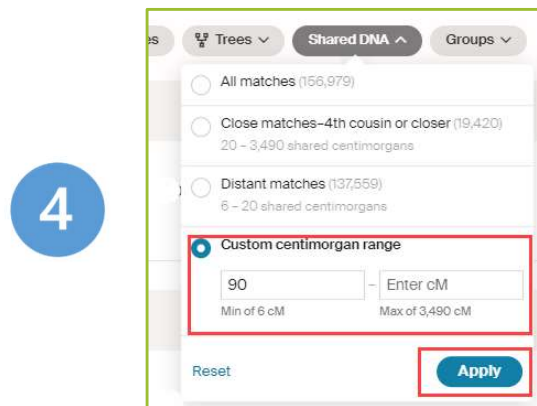 es Trees Shared DNA Groups
All matches (156,979)
Close matches–4th cousin or closer (19,420)
20 – 3,490 shared centimorgans
4
Distant matches (137,559)
6 – 20 shared centimorgans
Custom centimorgan range
90 – Enter cM
Min of 6 cM Max of 3,490 cM
Reset Apply